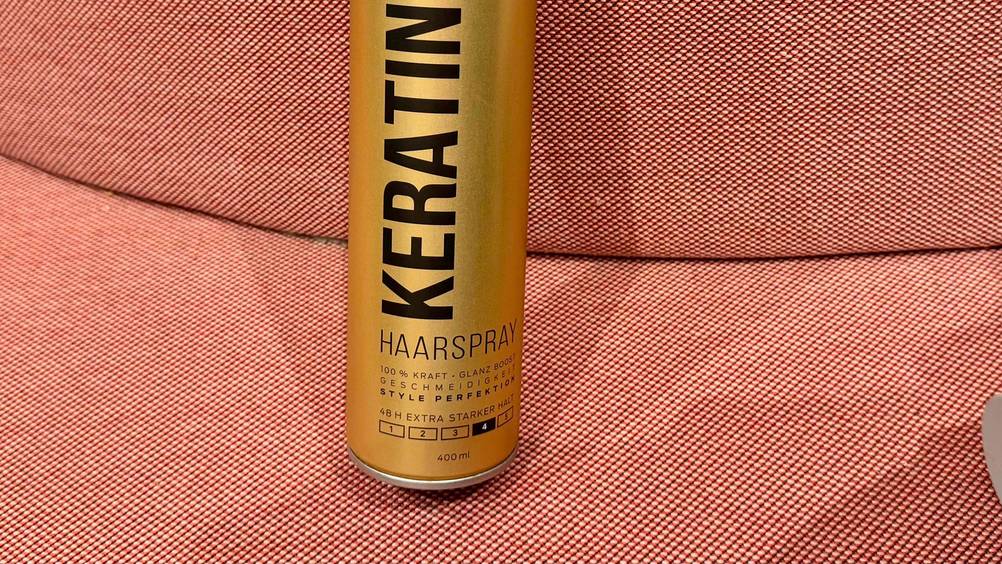 KERATIN
HAARSPRAY
100 % KRAFT - GLANZ BOOST
GESCHMEIDIGKEIT
STYLE PERFEKTION
48 H EXTRA STARKER HALT
1 2 3 4 5
400 ml